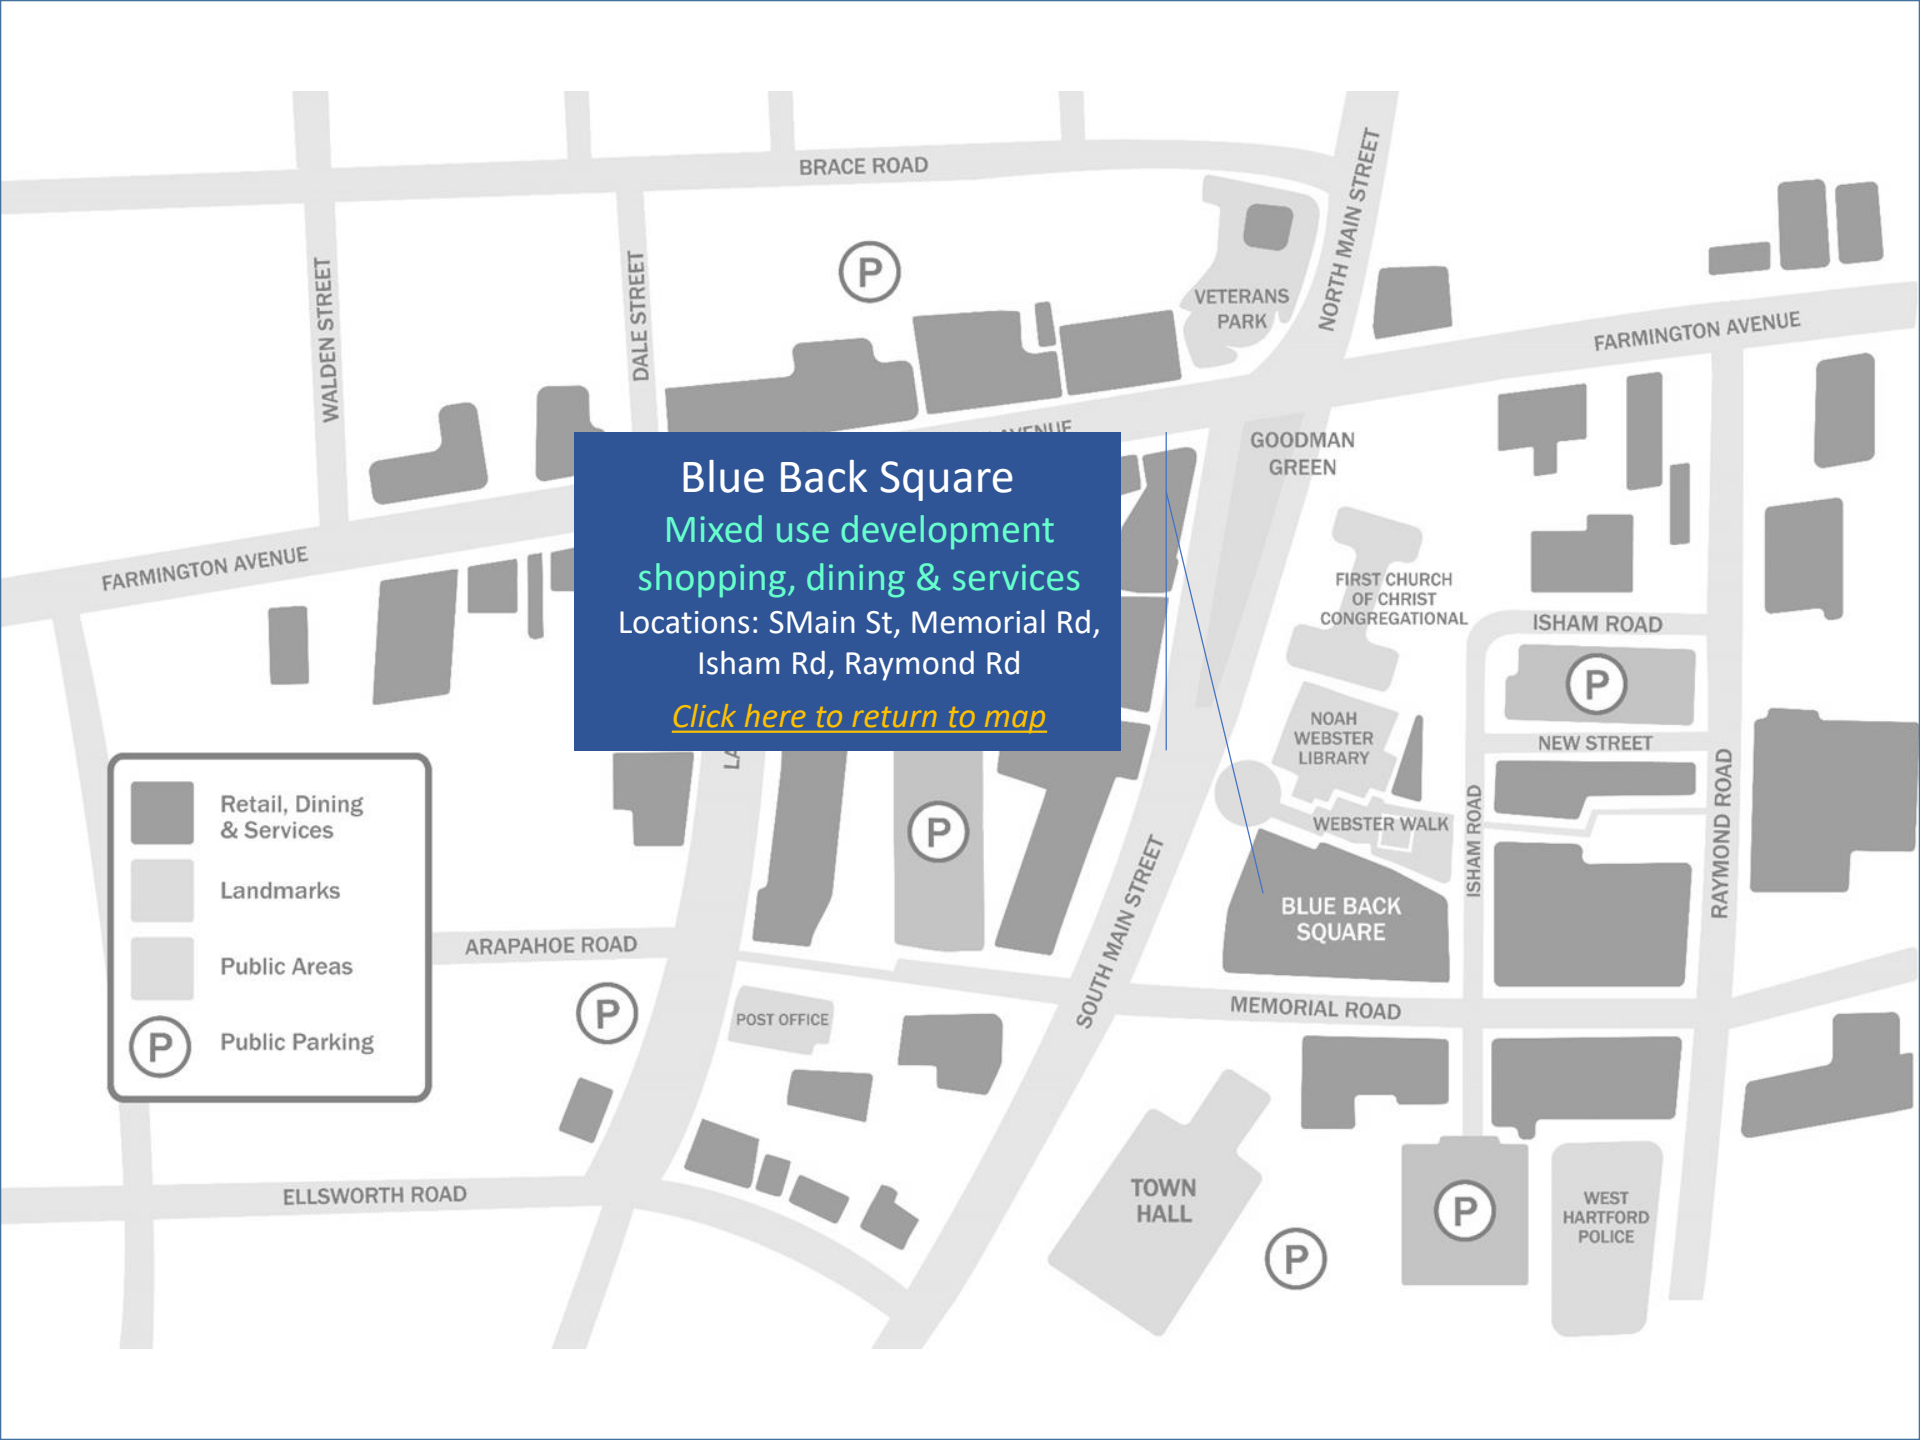 BRACE ROAD
NORTH MAIN STREET
WALDEN STREET
DALE STREET
P
VETERANS
PARK
FARMINGTON AVENUE
AVENUE
GOODMAN
GREEN
Blue Back Square
Mixed use development
shopping, dining & services
Locations: SMain St, Memorial Rd,
Isham Rd, Raymond Rd
Click here to return to map
FARMINGTON AVENUE
FIRST CHURCH
OF CHRIST
CONGREGATIONAL
ISHAM ROAD
P
NOAH
WEBSTER
LIBRARY
NEW STREET
LA
Retail, Dining
& Services
Landmarks
Public Areas
P
Public Parking
P
WEBSTER WALK
ISHAM ROAD
RAYMOND ROAD
SOUTH MAIN STREET
BLUE BACK
SQUARE
ARAPAHOE ROAD
P
POST OFFICE
MEMORIAL ROAD
ELLSWORTH ROAD
TOWN
HALL
P
P
WEST
HARTFORD
POLICE